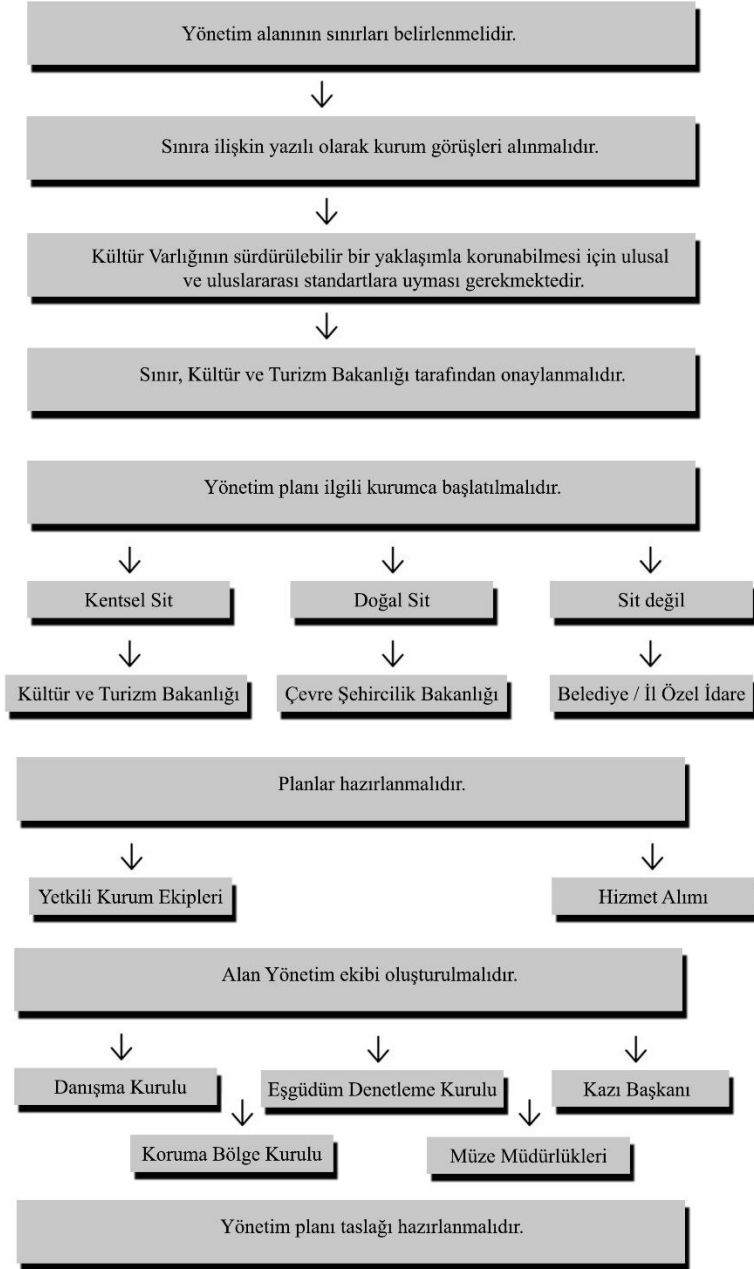 Yönetim alanının sınırları belirlenmelidir.
Sınıra ilişkin yazılı olarak kurum görüşleri alınmalıdır.
Kültür Varlığının sürdürülebilir bir yaklaşımla korunabilmesi için ulusal
ve uluslararası standartlara uyması gerekmektedir.
Sınır, Kültür ve Turizm Bakanlığı tarafından onaylanmalıdır.
Yönetim planı ilgili kurumca başlatılmalıdır.
Kentsel Sit
Doğal Sit
Sit değil
Kültür ve Turizm Bakanlığı
Çevre Şehircilik Bakanlığı
Belediye / İl Özel İdare
Planlar hazırlanmalıdır.
Yetkili Kurum Ekipleri
Hizmet Alımı
Alan Yönetim ekibi oluşturulmalıdır.
Danışma Kurulu
Eşgüdüm Denetleme Kurulu
Kazı Başkanı
Koruma Bölge Kurulu
Müze Müdürlükleri
Yönetim planı taslağı hazırlanmalıdır.